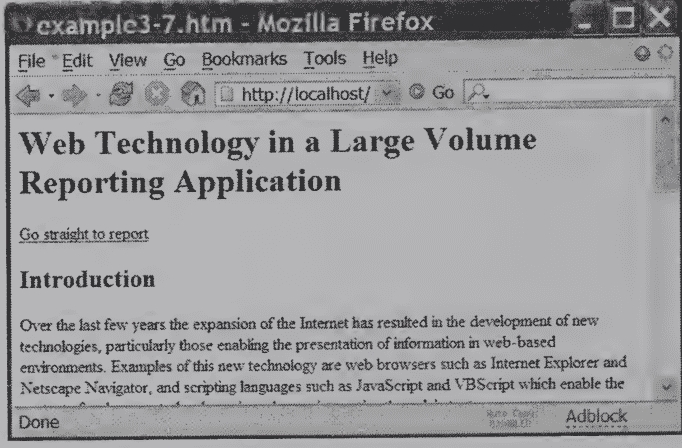 example3-7.htm - Mozilla Firefox
File Edit View Go Bookmarks Tools Help
http://localhost/ Go
Web Technology in a Large Volume
Reporting Application
Go straight to report
Introduction
Over the last few years the expansion of the Internet has resulted in the development of new
technologies, particularly those enabling the presentation of information in web-based
environments. Examples of this new technology are web browsers such as Internet Explorer and
Netscape Navigator, and scripting languages such as JavaScript and VBScript which enable the
Done Adblock